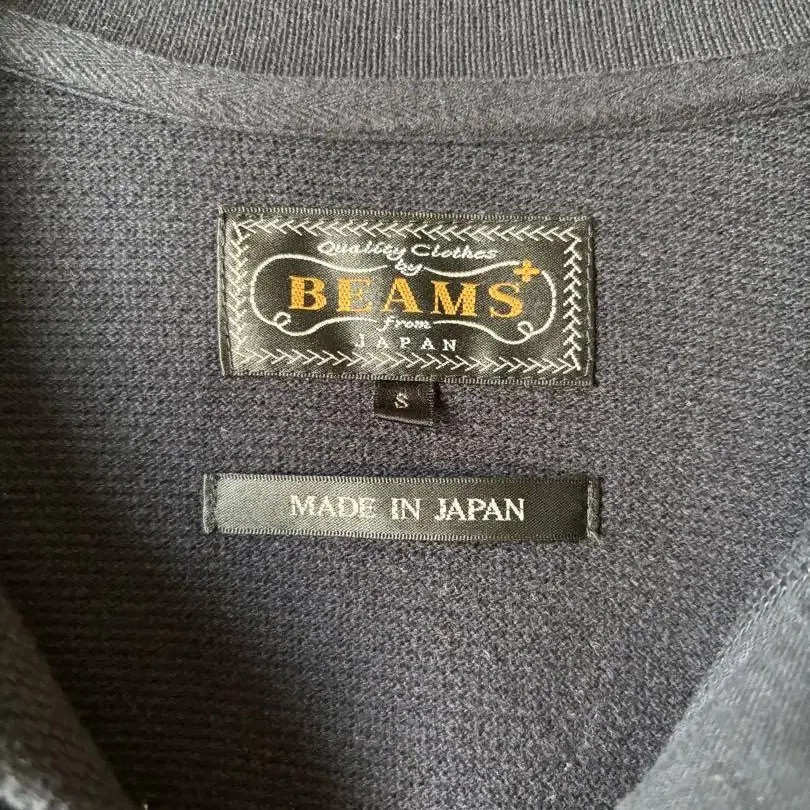 Quality Clothes
by
BEAMS+
from
JAPAN
S
MADE IN JAPAN